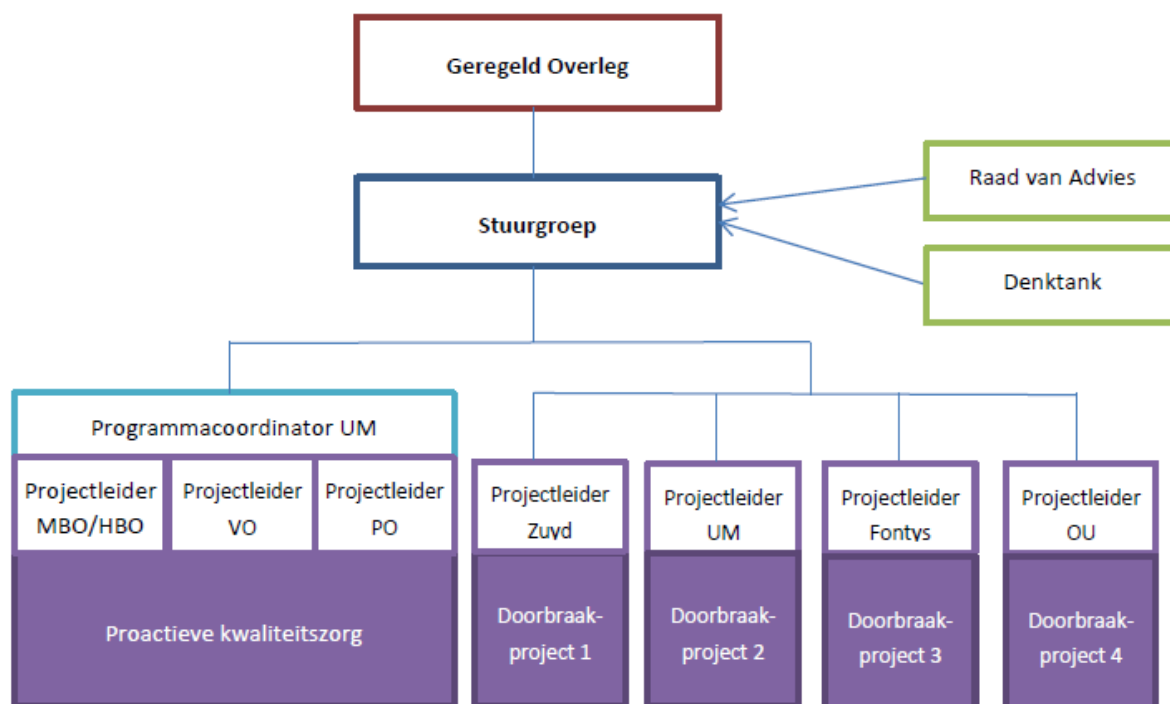 Geregeld Overleg
Raad van Advies
Stuurgroep
Denktank
Programmacoordinator UM
Projectleider
MBO/HBO
Projectleider
VO
Projectleider
PO
Projectleider
Zuyd
Projectleider
UM
Projectleider
Fontys
Projectleider
OU
Proactieve kwaliteitszorg
Doorbraak-
project 1
Doorbraak-
project 2
Doorbraak-
project 3
Doorbraak-
project 4